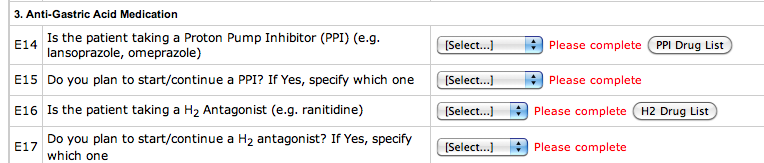 3. Anti-Gastric Acid Medication
E14 Is the patient taking a Proton Pump Inhibitor (PPI) (e.g. lansoprazole, omeprazole) [Select...] Please complete PPI Drug List
E15 Do you plan to start/continue a PPI? If Yes, specify which one [Select...] Please complete
E16 Is the patient taking a H₂ Antagonist (e.g. ranitidine) [Select...] Please complete H2 Drug List
E17 Do you plan to start/continue a H₂ antagonist? If Yes, specify which one [Select...] Please complete